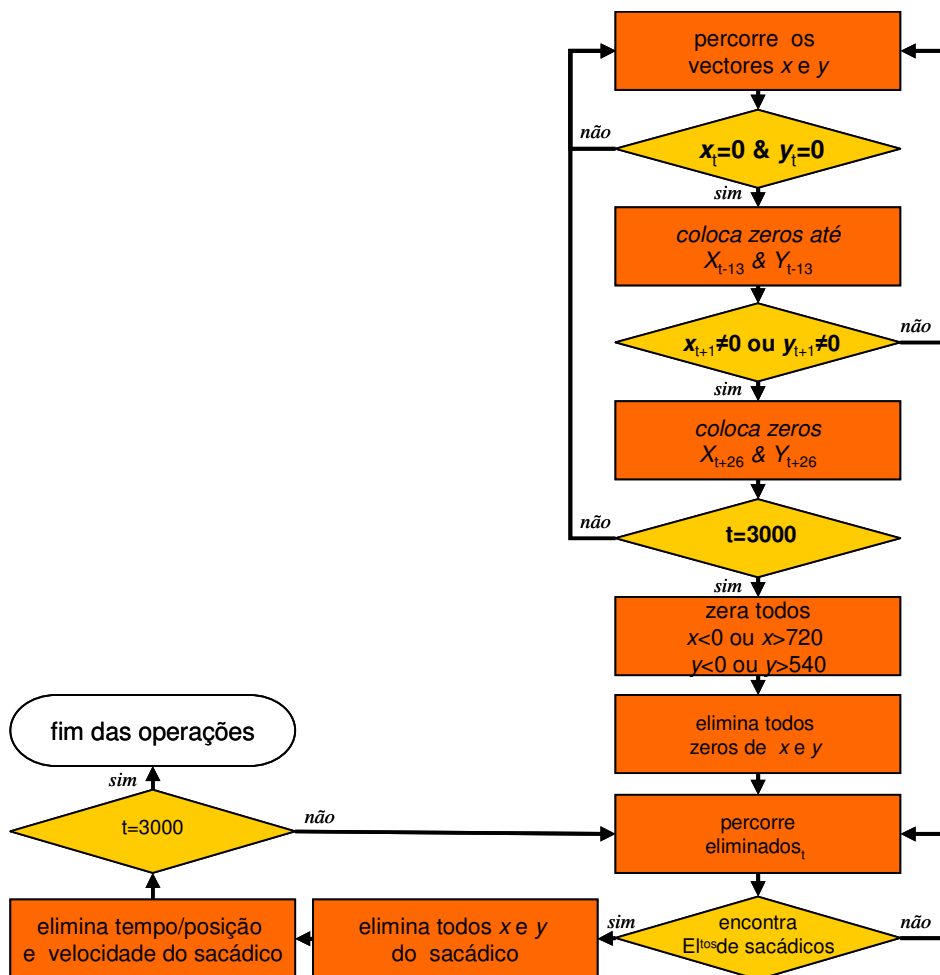 percorre os
vectores x e y
não
xt=0 & yt=0
sim
coloca zeros até
Xt-13 & Yt-13
não
xt+1≠0 ou yt+1≠0
sim
coloca zeros
Xt+26 & Yt+26
não
t=3000
sim
zera todos
x<0 ou x>720
y<0 ou y>540
elimina todos
zeros de x e y
fim das operações
sim
t=3000
não
percorre
eliminadost
elimina tempo/posição
e velocidade do sacádico
elimina todos x e y
do sacádico
sim
encontra
Eltos de sacádicos
não